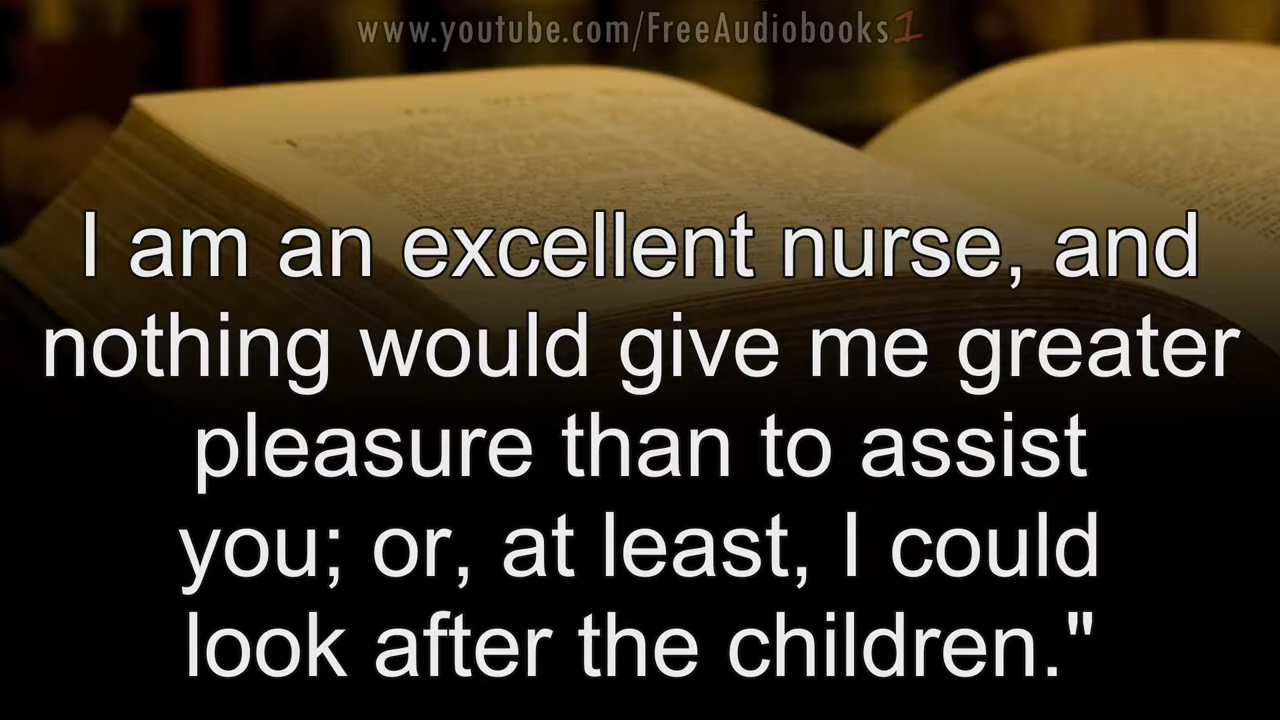 www.youtube.com/FreeAudiobooks1
I am an excellent nurse, and
nothing would give me greater
pleasure than to assist
you; or, at least, I could
look after the children."